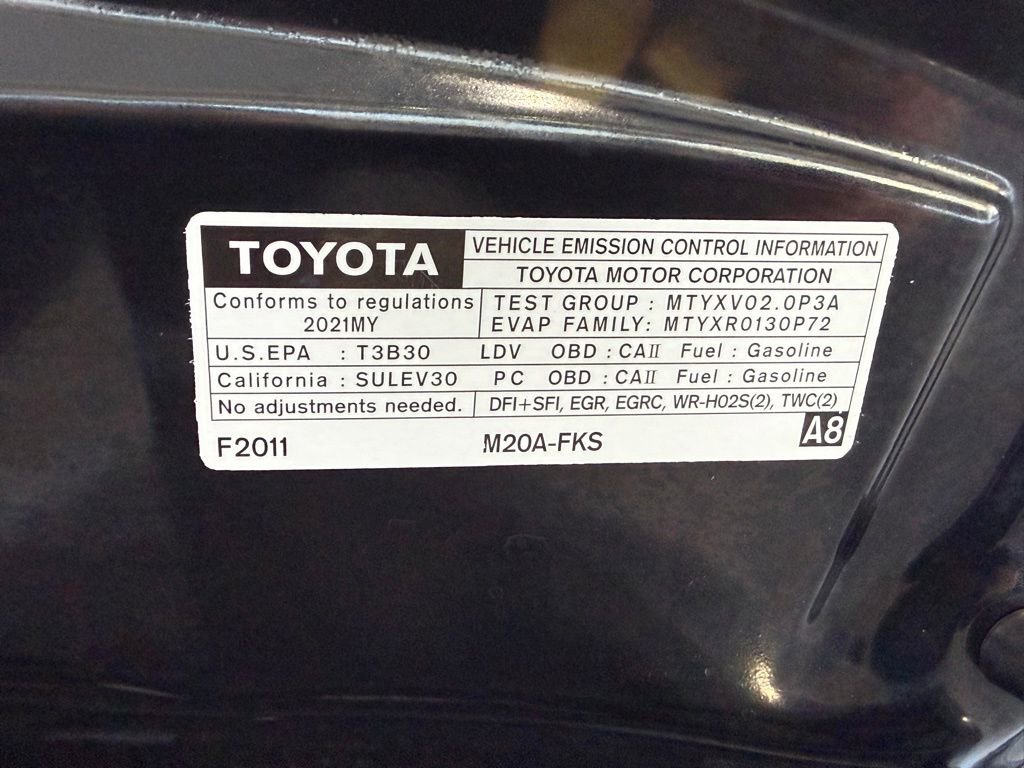 TOYOTA
VEHICLE EMISSION CONTROL INFORMATION
TOYOTA MOTOR CORPORATION
Conforms to regulations
2021MY
TEST GROUP : MTYXV02.0P3A
EVAP FAMILY: MTYXR0130P72
U.S.EPA : T3B30 LDV OBD : CAII Fuel : Gasoline
California : SULEV30 PC OBD : CAII Fuel : Gasoline
No adjustments needed. DFI+SFI, EGR, EGRC, WR-HO2S(2), TWC(2)
F2011 M20A-FKS A8